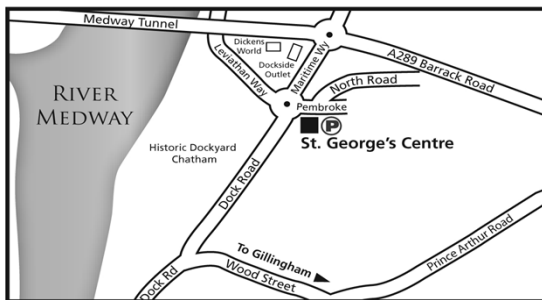 Medway Tunnel
Dickens
World
Dockside
Outlet
Maritime Wy
A289 Barrack Road
Leviathan Way
North Road
RIVER
MEDWAY
Pembroke
P
St. George's Centre
Historic Dockyard
Chatham
Dock Road
Prince Arthur Road
To Gillingham
Wood Street
Dock Rd